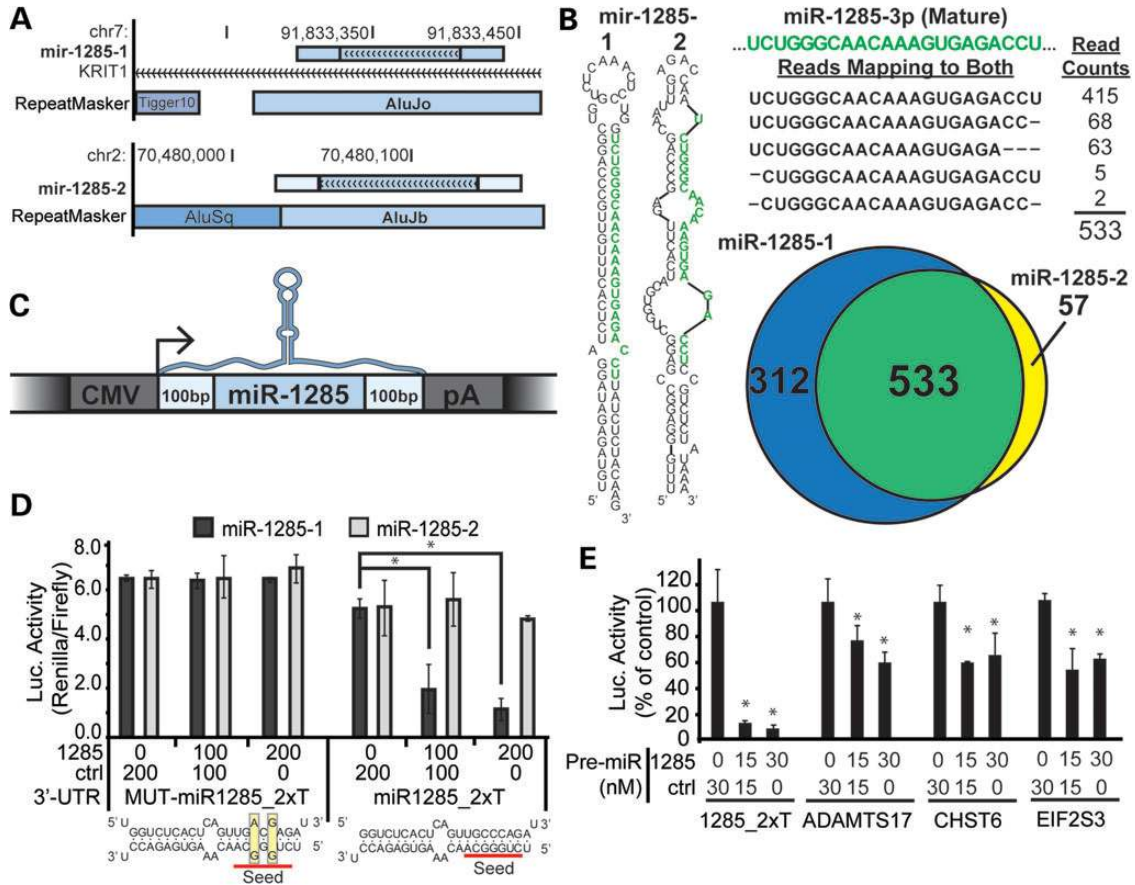 A
chr7:
91,833,350
91,833,450
mir-1285-1
KRIT1
RepeatMasker
Tigger10
AluJo
chr2:
70,480,000
70,480,100
mir-1285-2
RepeatMasker
AluSq
AluJb
B
mir-1285-
1 2
5' 3' 5' 3'
miR-1285-3p (Mature)
...UCUGGGCAACAAAGUGAGACCU...
Reads Mapping to Both
Read Counts
UCUGGGCAACAAAGUGAGACCU 415
UCUGGGCAACAAAGUGAGACC- 68
UCUGGGCAACAAAGUGAGA--- 63
-CUGGGCAACAAAGUGAGACCU 5
-CUGGGCAACAAAGUGAGACC- 2
533
miR-1285-1
miR-1285-2
57
312
533
C
CMV
100bp
miR-1285
100bp
pA
D
miR-1285-1
miR-1285-2
Luc. Activity
(Renilla/Firefly)
8.0
6.0
4.0
2.0
0.0
* *
1285 0 100 200 0 100 200
ctrl 200 100 0 200 100 0
3'-UTR MUT-miR1285_2xT miR1285_2xT
Seed
Seed
E
Luc. Activity
(% of control)
120
100
80
60
40
20
0
* * * * * * * *
Pre-miR 1285 0 15 30 0 15 30 0 15 30 0 15 30
(nM) ctrl 30 15 0 30 15 0 30 15 0 30 15 0
1285_2xT ADAMTS17 CHST6 EIF2S3